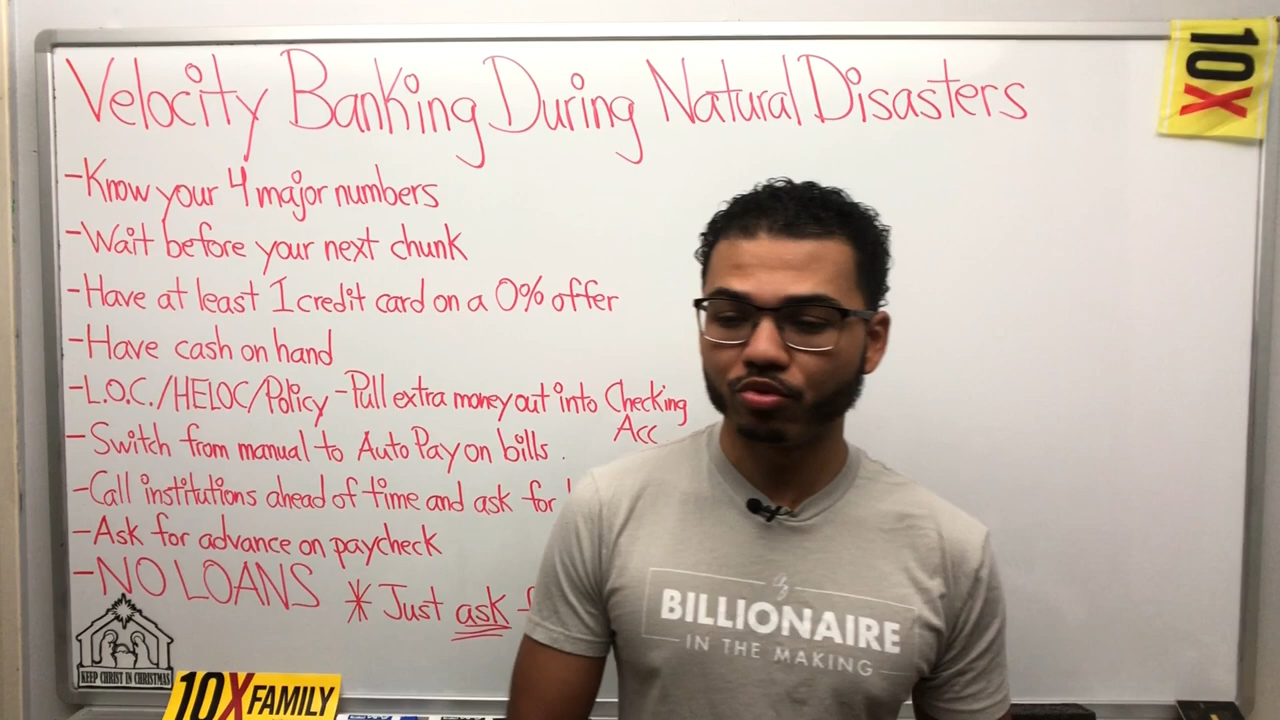 Velocity Banking During Natural Disasters
10X
-Know your 4 major numbers
-Wait before your next chunk
-Have at least 1 credit card on a 0% offer
-Have cash on hand
-L.O.C./HELOC/Policy -Pull extra money out into Checking
Acc
-Switch from manual to Auto Pay on bills.
-Call institutions ahead of time and ask for
-Ask for advance on paycheck
-NO LOANS * Just ask -
BILLIONAIRE
IN THE MAKING
KEEP CHRIST IN CHRISTMAS
10X FAMILY